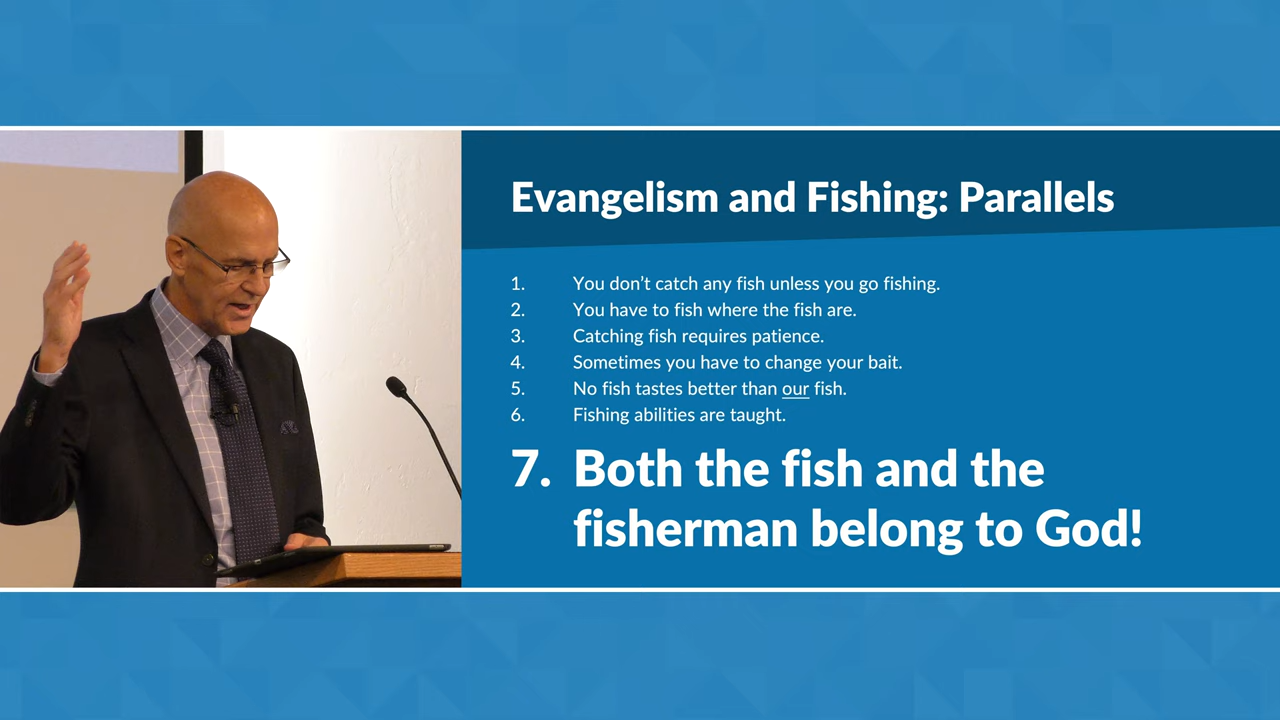 Evangelism and Fishing: Parallels
1. You don’t catch any fish unless you go fishing.
2. You have to fish where the fish are.
3. Catching fish requires patience.
4. Sometimes you have to change your bait.
5. No fish tastes better than our fish.
6. Fishing abilities are taught.
7. Both the fish and the
fisherman belong to God!